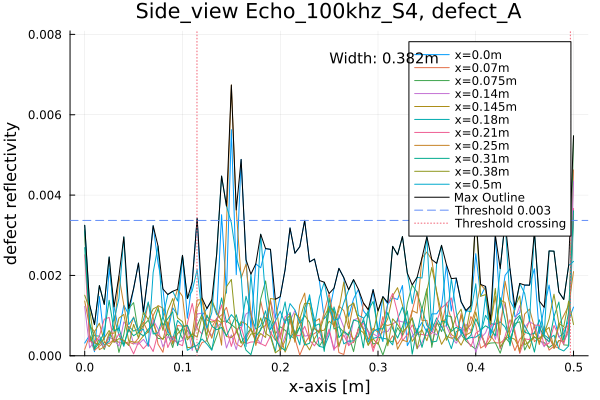 Side_view Echo_100khz_S4, defect_A
Width: 0.382m
defect reflectivity
0.008
0.006
0.004
0.002
0.000
0.0
0.1
0.2
0.3
0.4
0.5
x-axis [m]
x=0.0m
x=0.07m
x=0.075m
x=0.14m
x=0.145m
x=0.18m
x=0.21m
x=0.25m
x=0.31m
x=0.38m
x=0.5m
Max Outline
Threshold 0.003
Threshold crossing